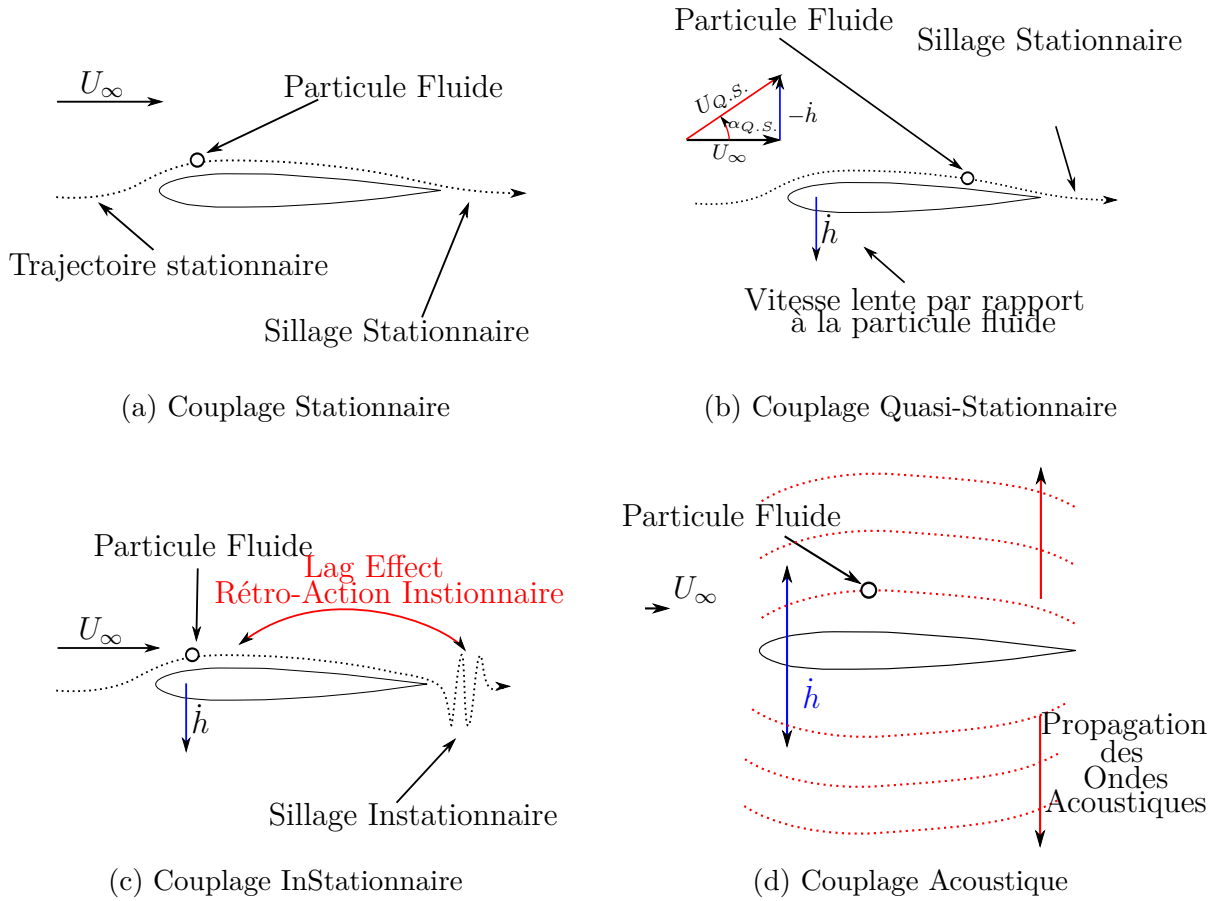 U∞
Particule Fluide
Trajectoire stationnaire
Sillage Stationnaire
(a) Couplage Stationnaire
Particule Fluide
Sillage Stationnaire
UQ.S.
αQ.S.
−ḣ
U∞
ḣ
Vitesse lente par rapport
à la particule fluide
(b) Couplage Quasi-Stationnaire
Particule Fluide
Lag Effect
Rétro-Action Instionnaire
U∞
ḣ
Sillage Instationnaire
(c) Couplage InStationnaire
Particule Fluide
U∞
ḣ
Propagation
des
Ondes
Acoustiques
(d) Couplage Acoustique